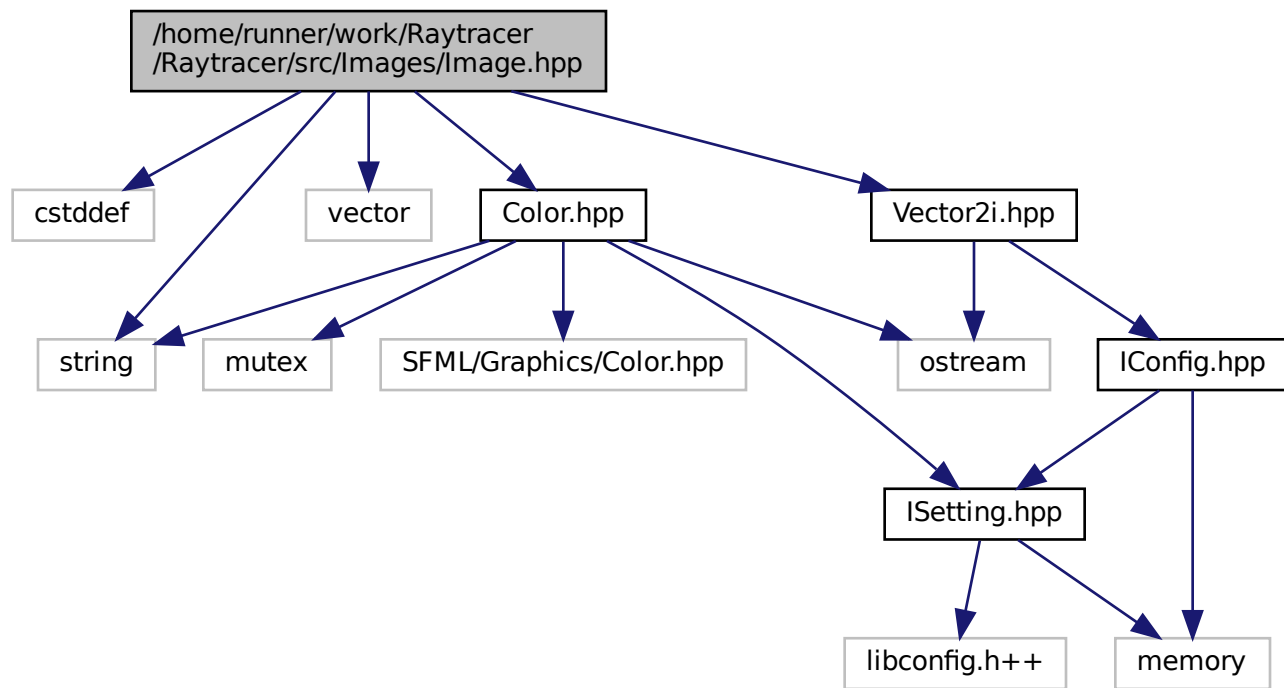 /home/runner/work/Raytracer
/Raytracer/src/Images/Image.hpp
cstddef
vector
Color.hpp
Vector2i.hpp
string
mutex
SFML/Graphics/Color.hpp
ostream
IConfig.hpp
ISetting.hpp
libconfig.h++
memory